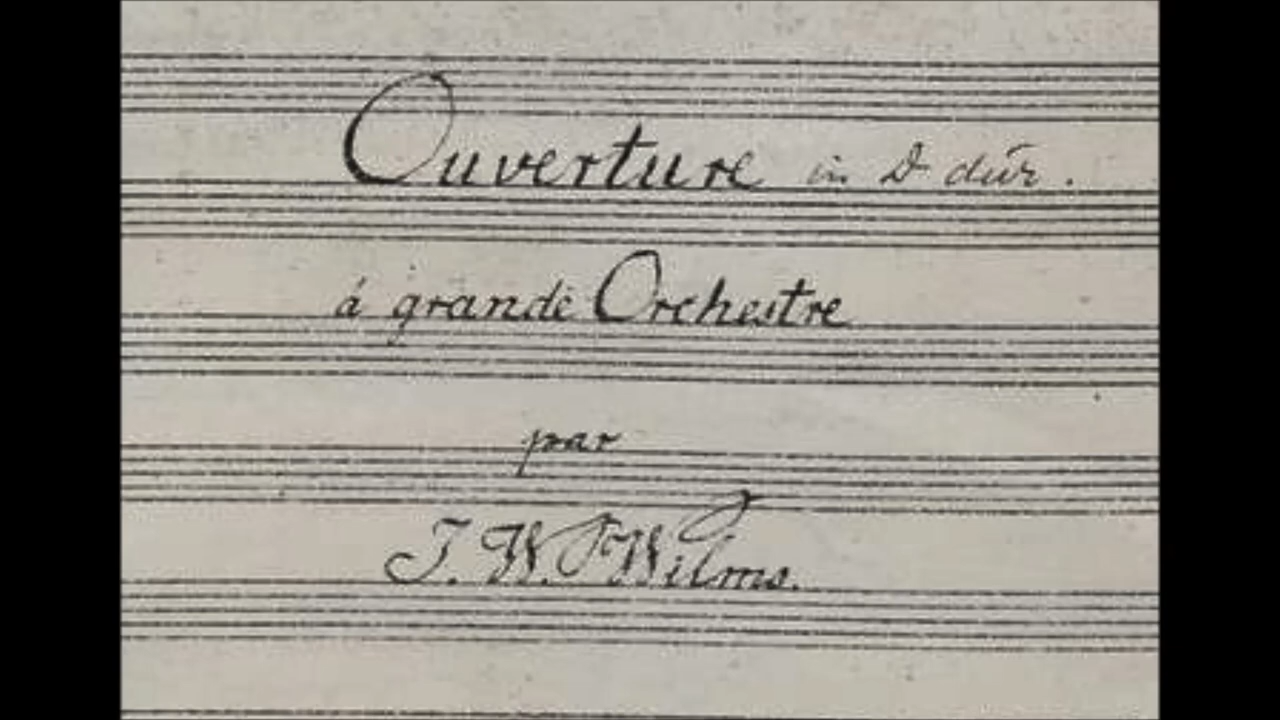 Ouverture in D dur.
á grande Orchestre
par
J. W. Wilms.